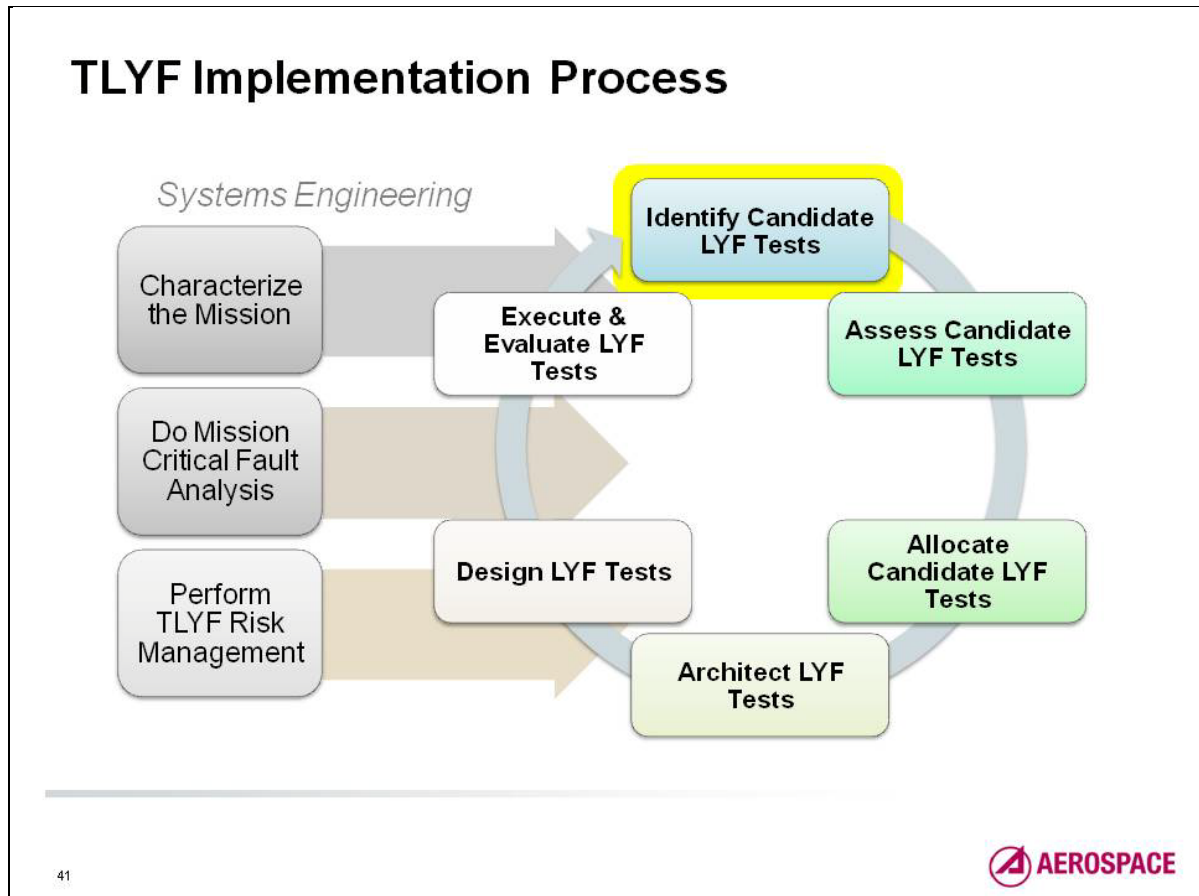 TLYF Implementation Process
Systems Engineering
Characterize
the Mission
Do Mission
Critical Fault
Analysis
Perform
TLYF Risk
Management
Identify Candidate
LYF Tests
Assess Candidate
LYF Tests
Allocate
Candidate LYF
Tests
Architect LYF
Tests
Design LYF Tests
Execute &
Evaluate LYF
Tests
41
AEROSPACE